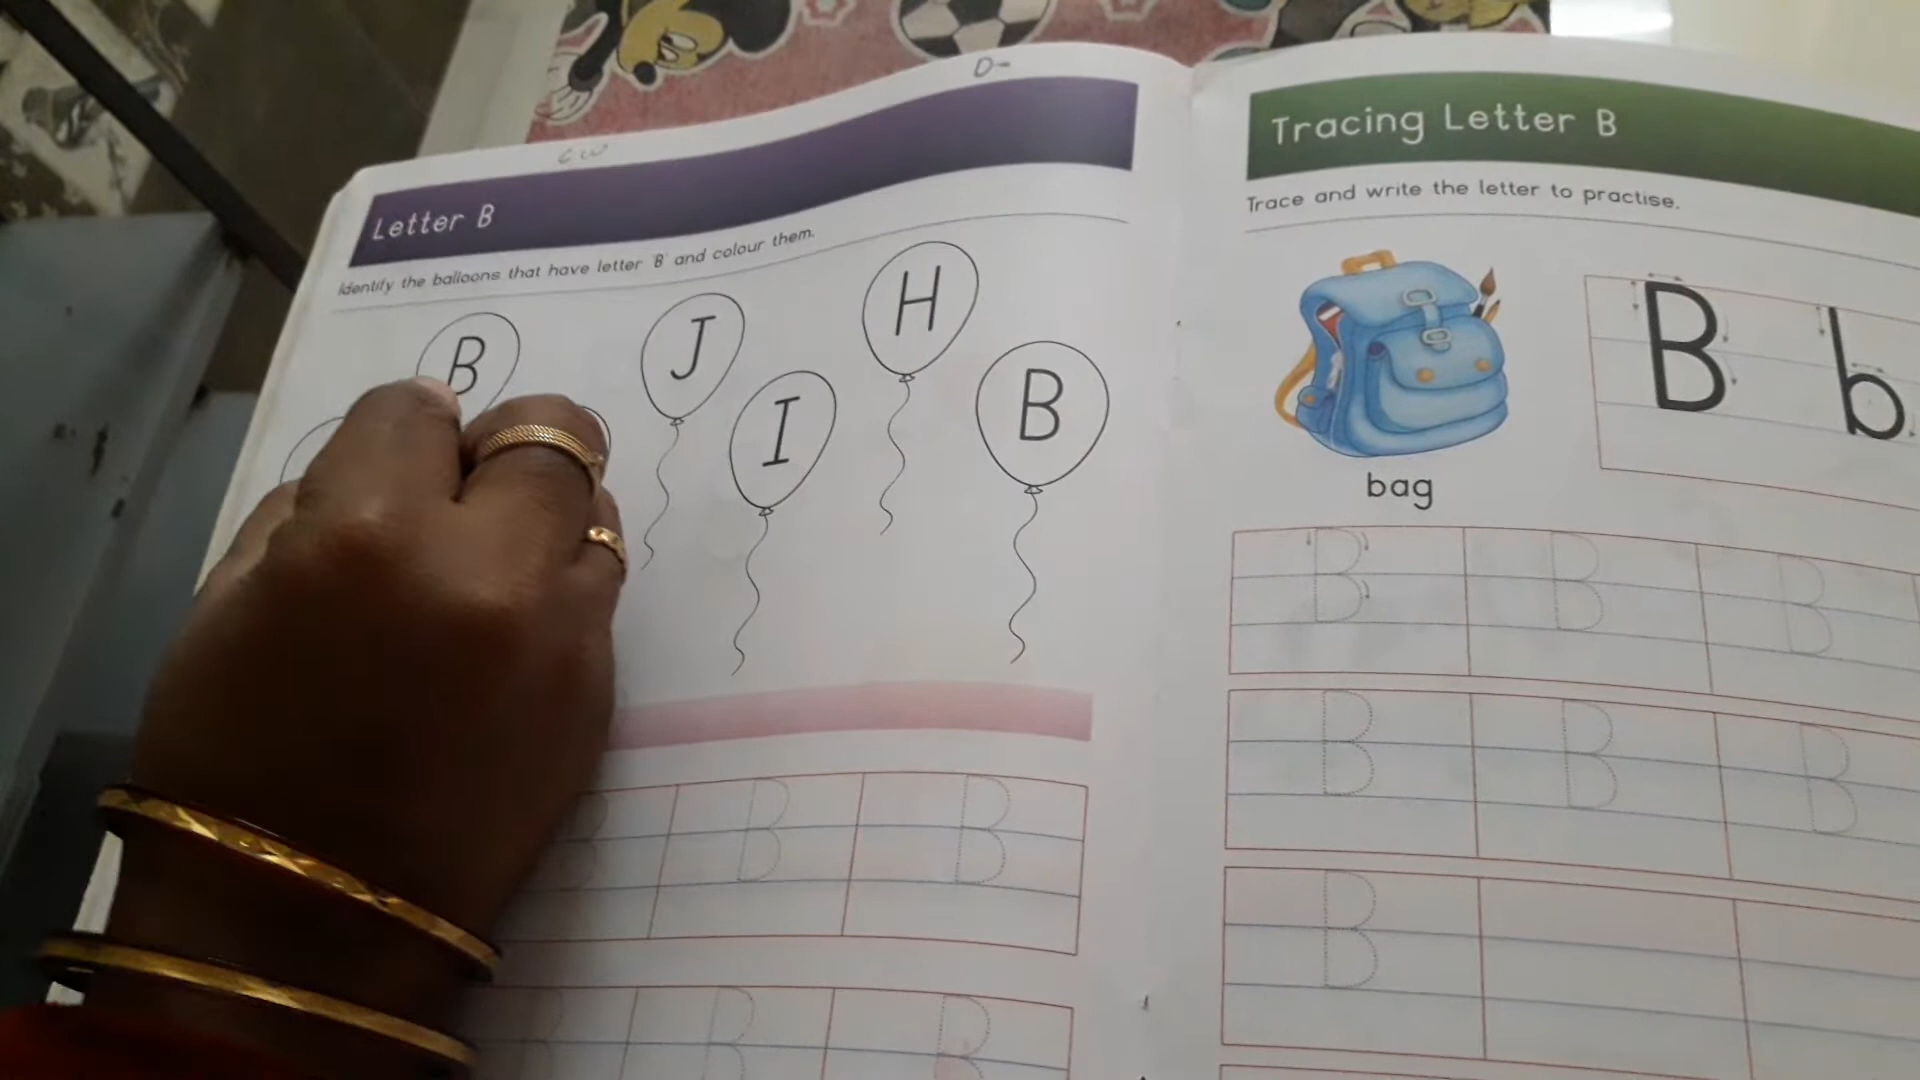 D-
CW
Letter B
Identify the balloons that have letter 'B' and colour them.
B
J
H
I
B
B
B
B
B
B
Tracing Letter B
Trace and write the letter to practise.
B b
bag
B B B
B B B
B